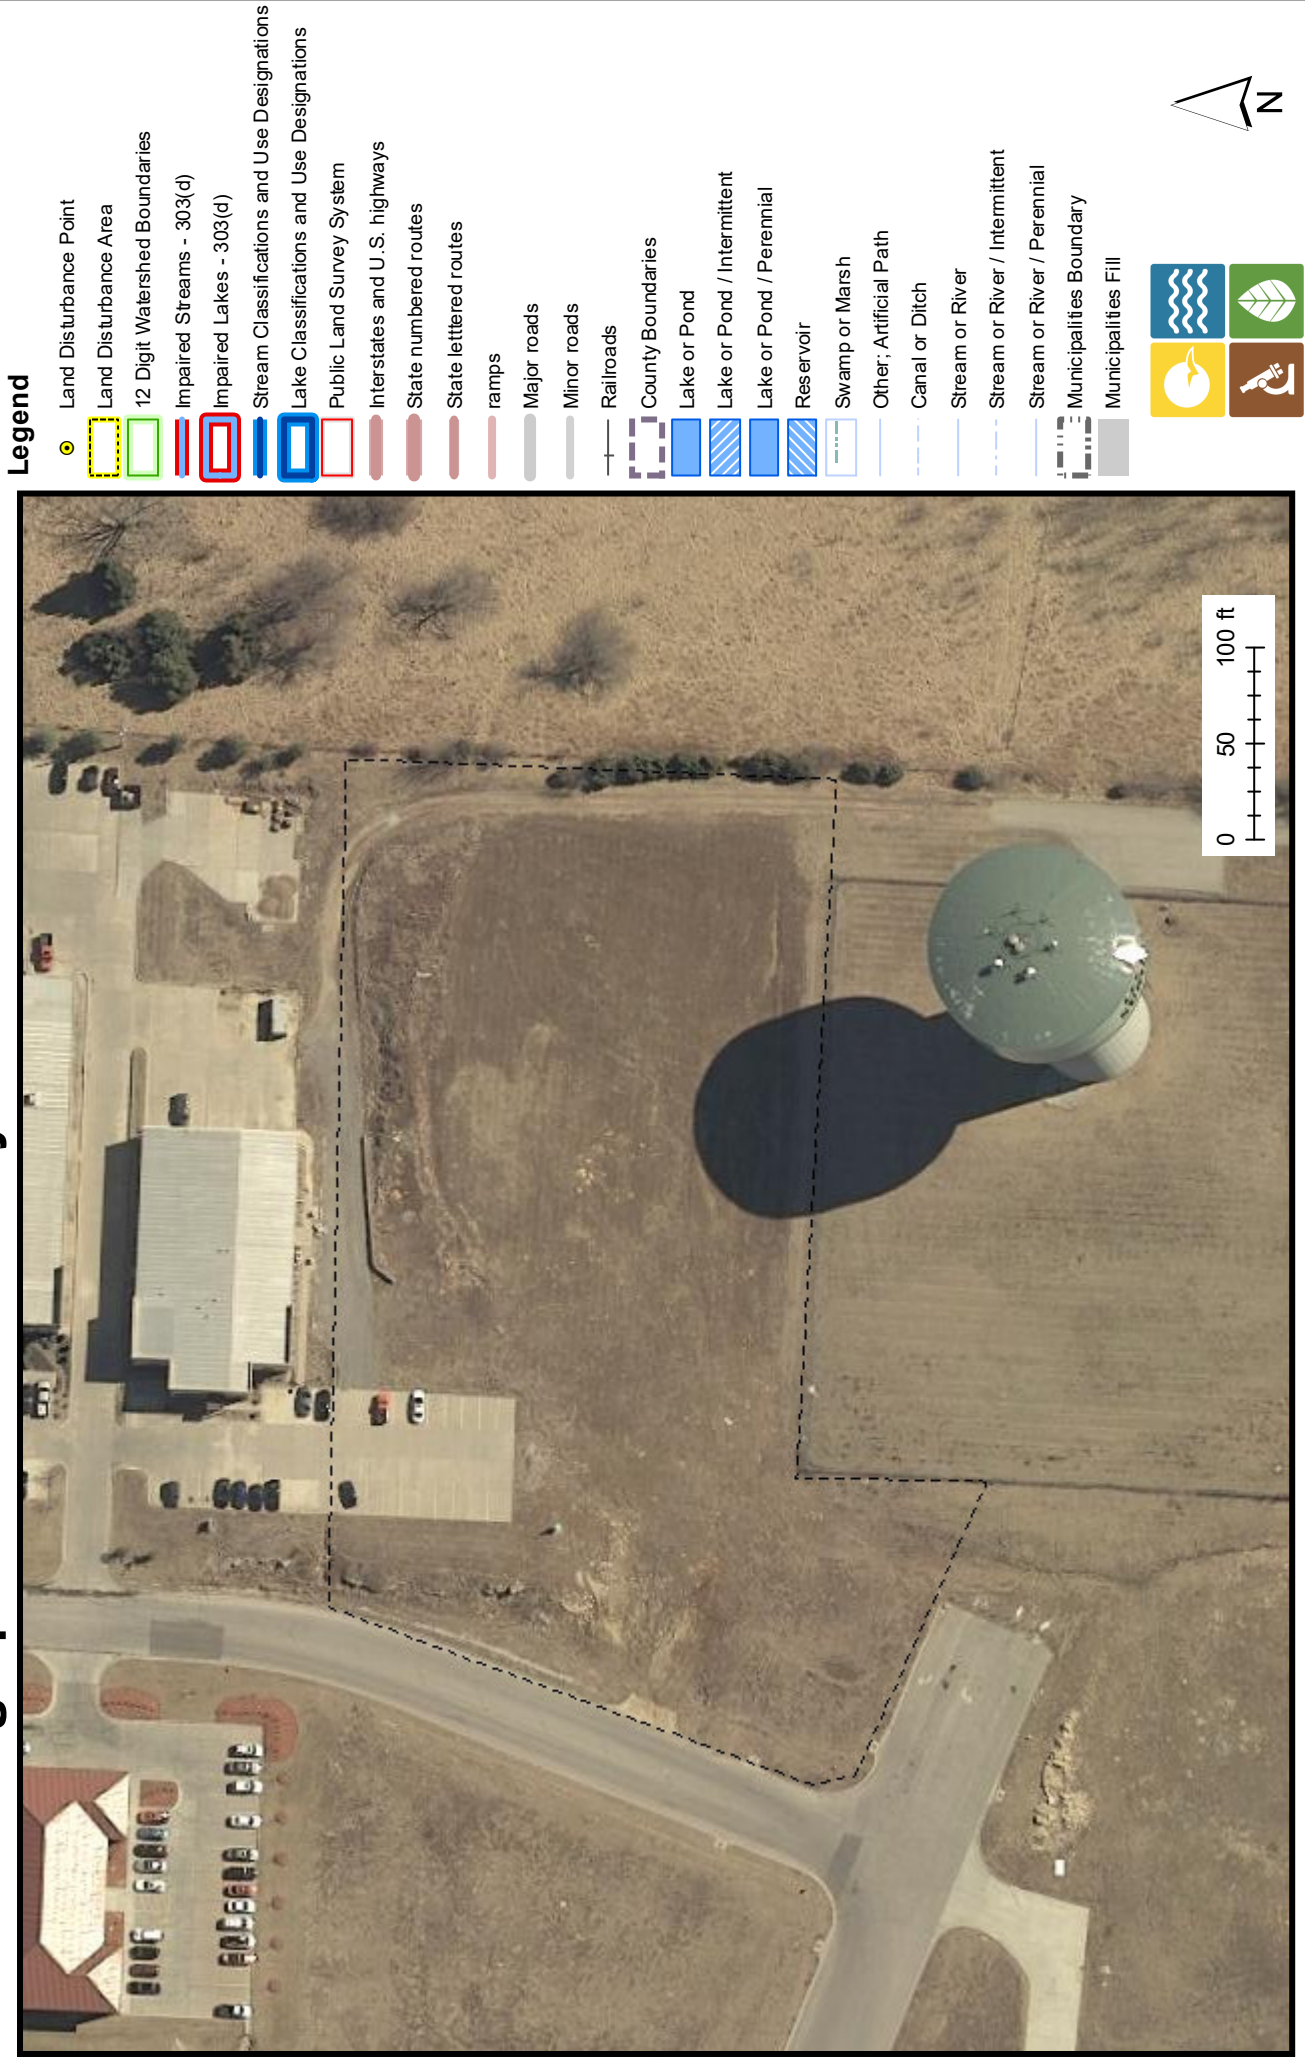 Legend
Land Disturbance Point
Land Disturbance Area
12 Digit Watershed Boundaries
Impaired Streams - 303(d)
Impaired Lakes - 303(d)
Stream Classifications and Use Designations
Lake Classifications and Use Designations
Public Land Survey System
Interstates and U.S. highways
State numbered routes
State letttered routes
ramps
Major roads
Minor roads
Railroads
County Boundaries
Lake or Pond
Lake or Pond / Intermittent
Lake or Pond / Perennial
Reservoir
Swamp or Marsh
Other; Artificial Path
Canal or Ditch
Stream or River
Stream or River / Intermittent
Stream or River / Perennial
Municipalities Boundary
Municipalities Fill
N
0 50 100 ft